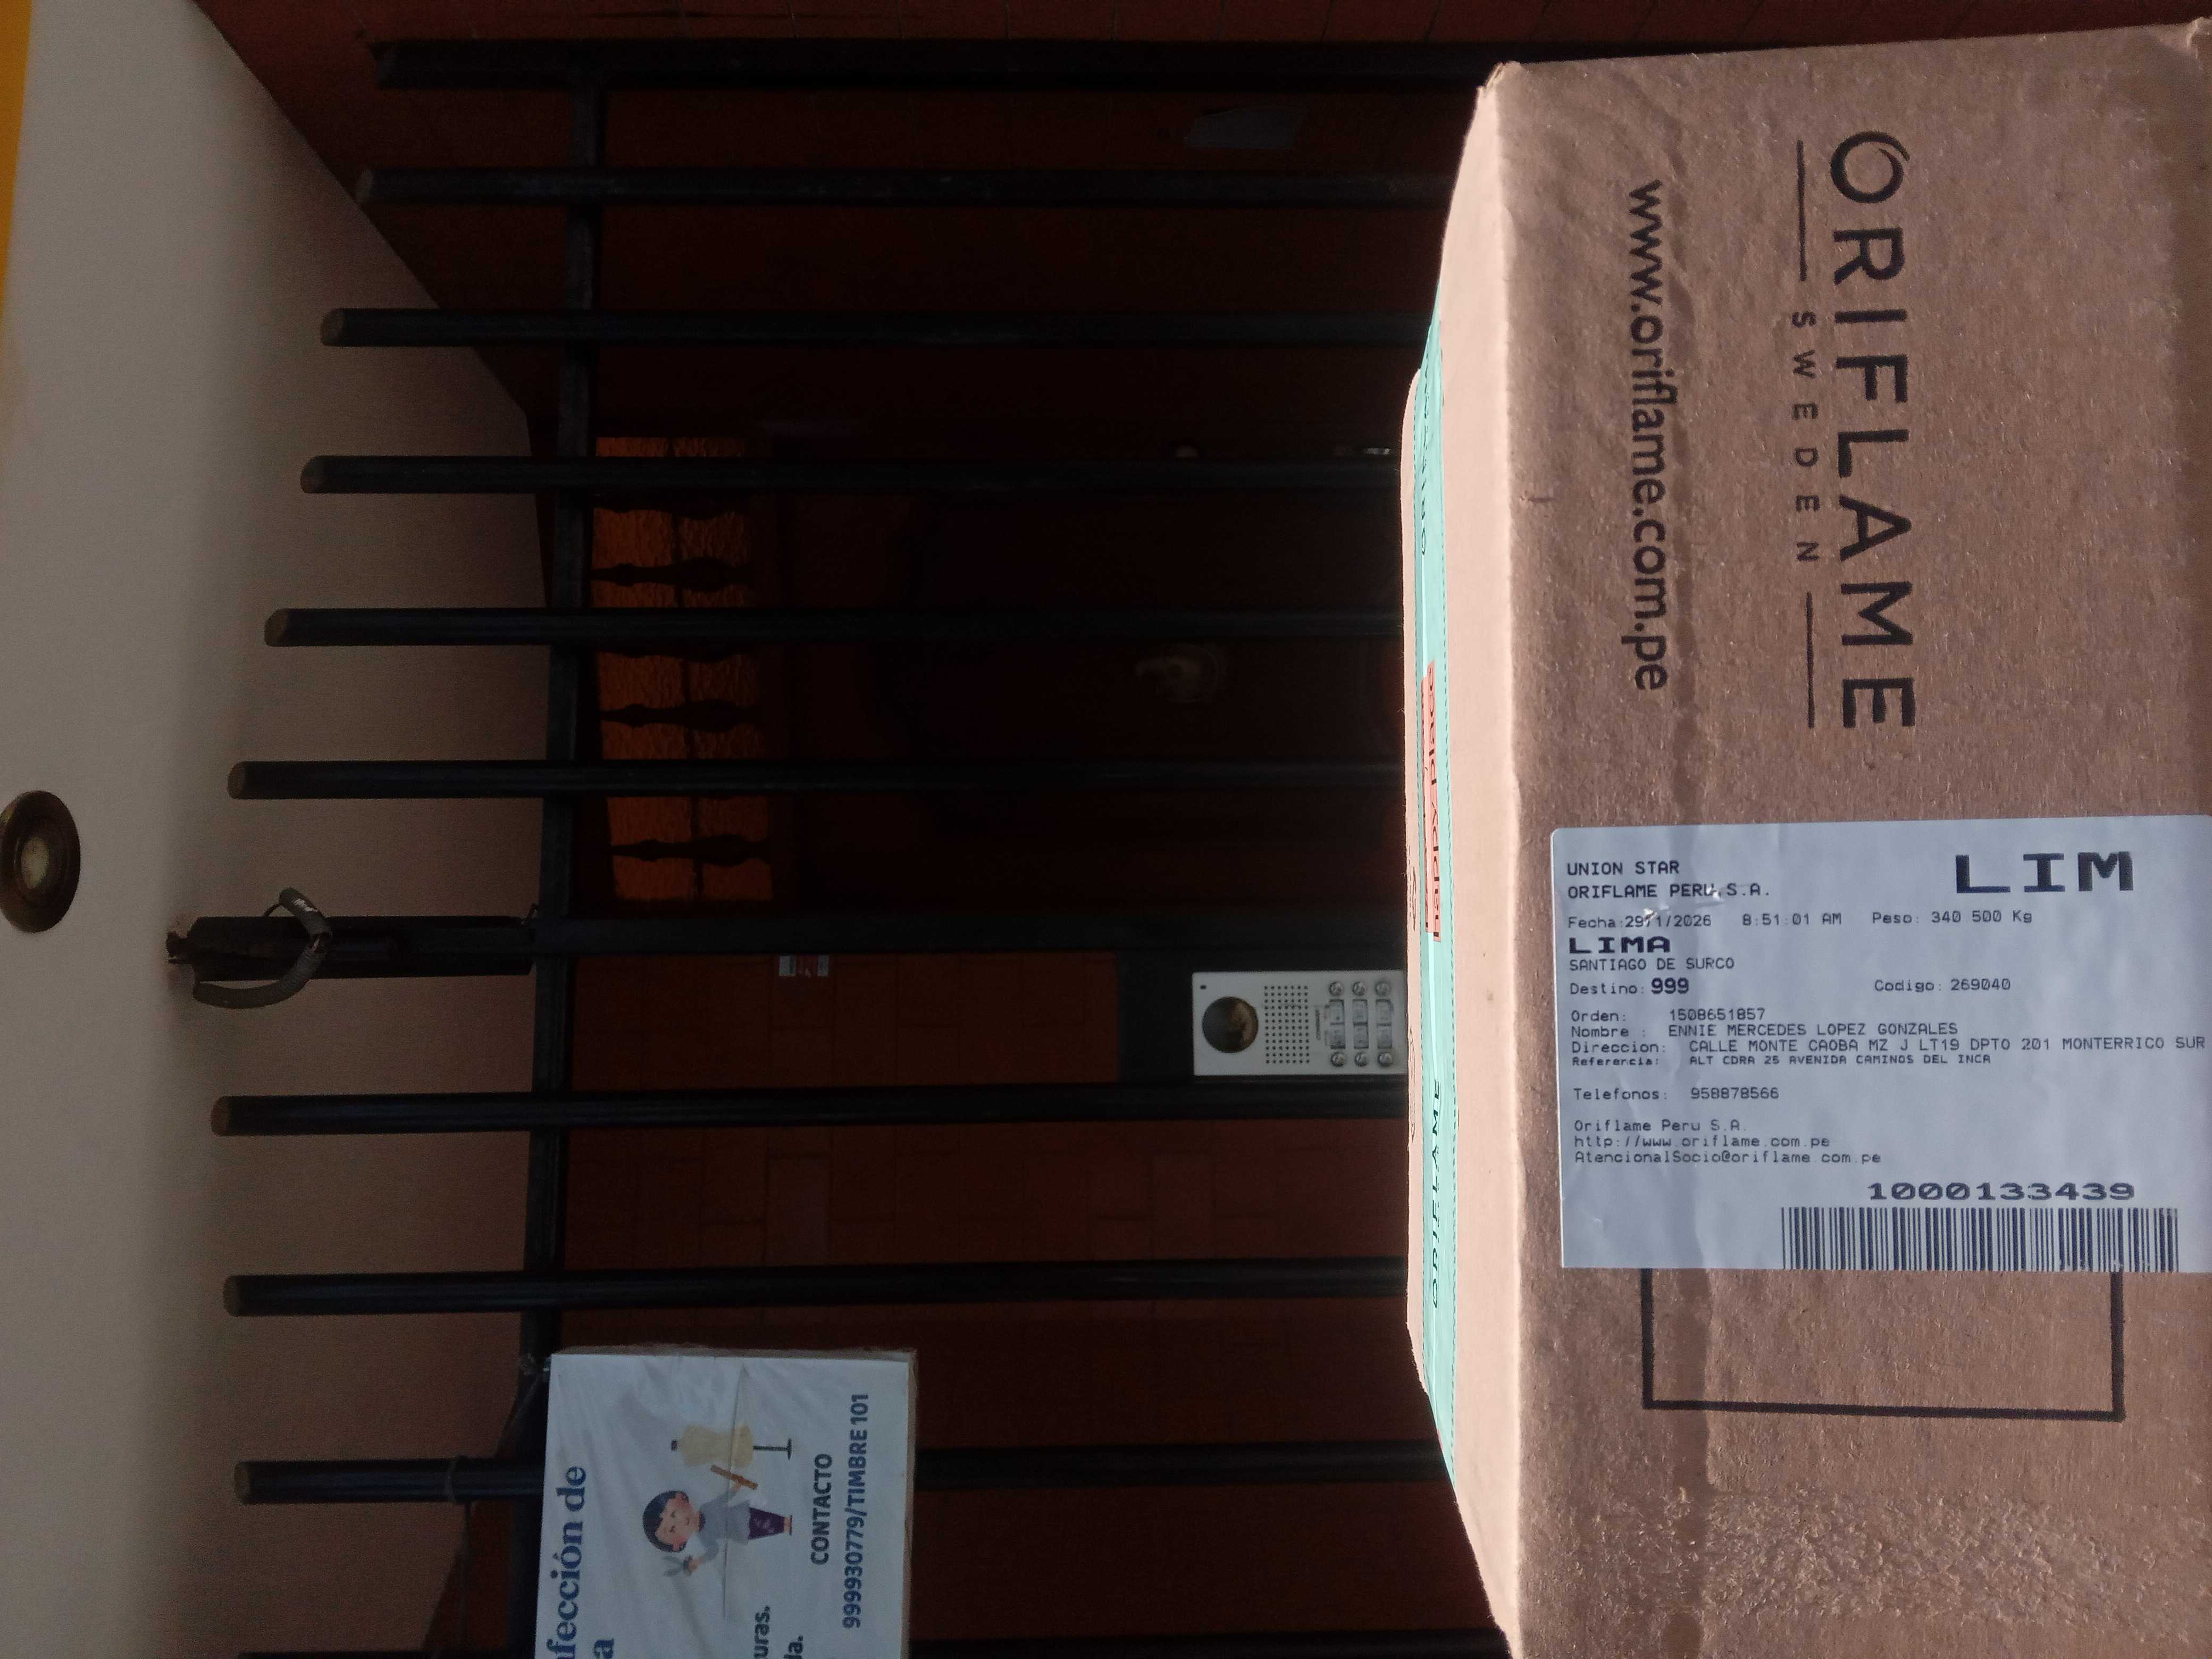 ORIFLAME
SWEDEN
www.oriflame.com.pe
UNION STAR
LIM
ORIFLAME PERU S.A.
Fecha:29/1/2026 8:51:01 AM Peso: 340 500 Kg
LIMA
SANTIAGO DE SURCO
Destino: 999 Codigo: 269040
Orden: 1508651857
Nombre : ENNIE MERCEDES LOPEZ GONZALES
Direccion: CALLE MONTE CAOBA MZ J LT19 DPTO 201 MONTERRICO SUR
Referencia: ALT CDRA 25 AVENIDA CAMINOS DEL INCA
Telefonos: 958878566
Oriflame Peru S.A.
http://www.oriflame.com.pe
AtencionalSocio@oriflame.com.pe
1000133439
ORIFLAME
nfección de
a
uras.
da.
CONTACTO
999930779/TIMBRE 101